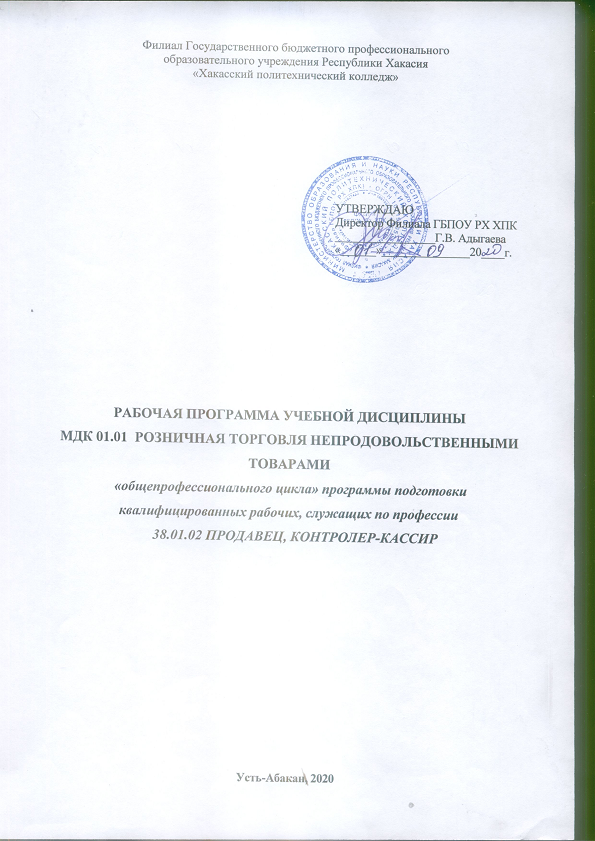 Филиал Государственного бюджетного профессионального
образовательного учреждения Республики Хакасия
«Хакасский политехнический колледж»
УТВЕРЖДАЮ
Директор Филиала ГБПОУ РХ ХПК
Г.В. Адыгаева
01 09 2020 г.
РАБОЧАЯ ПРОГРАММА УЧЕБНОЙ ДИСЦИПЛИНЫ
МДК 01.01 РОЗНИЧНАЯ ТОРГОВЛЯ НЕПРОДОВОЛЬСТВЕННЫМИ
ТОВАРАМИ
«общепрофессионального цикла» программы подготовки
квалифицированных рабочих, служащих по профессии
38.01.02 ПРОДАВЕЦ, КОНТРОЛЕР-КАССИР
Усть-Абакан, 2020